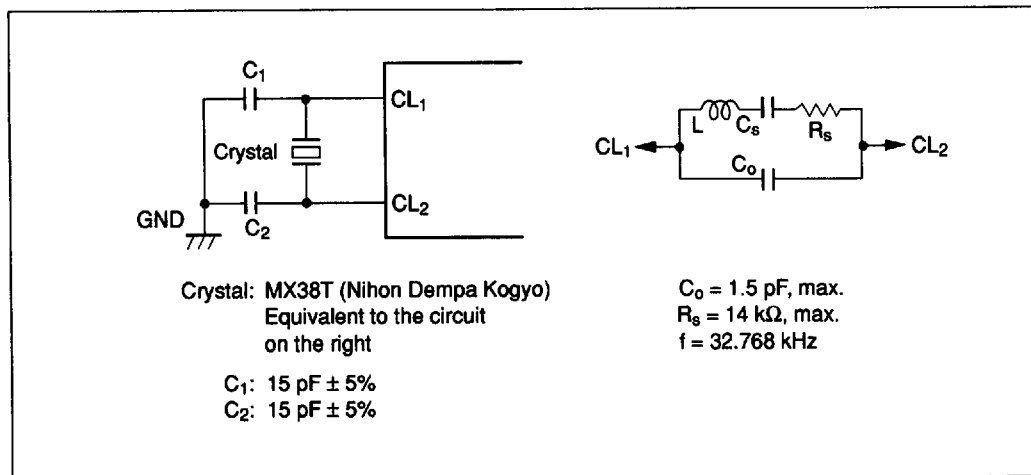 C₁
CL₁
Crystal
CL₂
GND
C₂
L
Cₛ
Rₛ
CL₁
CL₂
Cₒ
Crystal: MX38T (Nihon Dempa Kogyo)
Equivalent to the circuit
on the right
C₁: 15 pF ± 5%
C₂: 15 pF ± 5%
Cₒ = 1.5 pF, max.
Rₛ = 14 kΩ, max.
f = 32.768 kHz